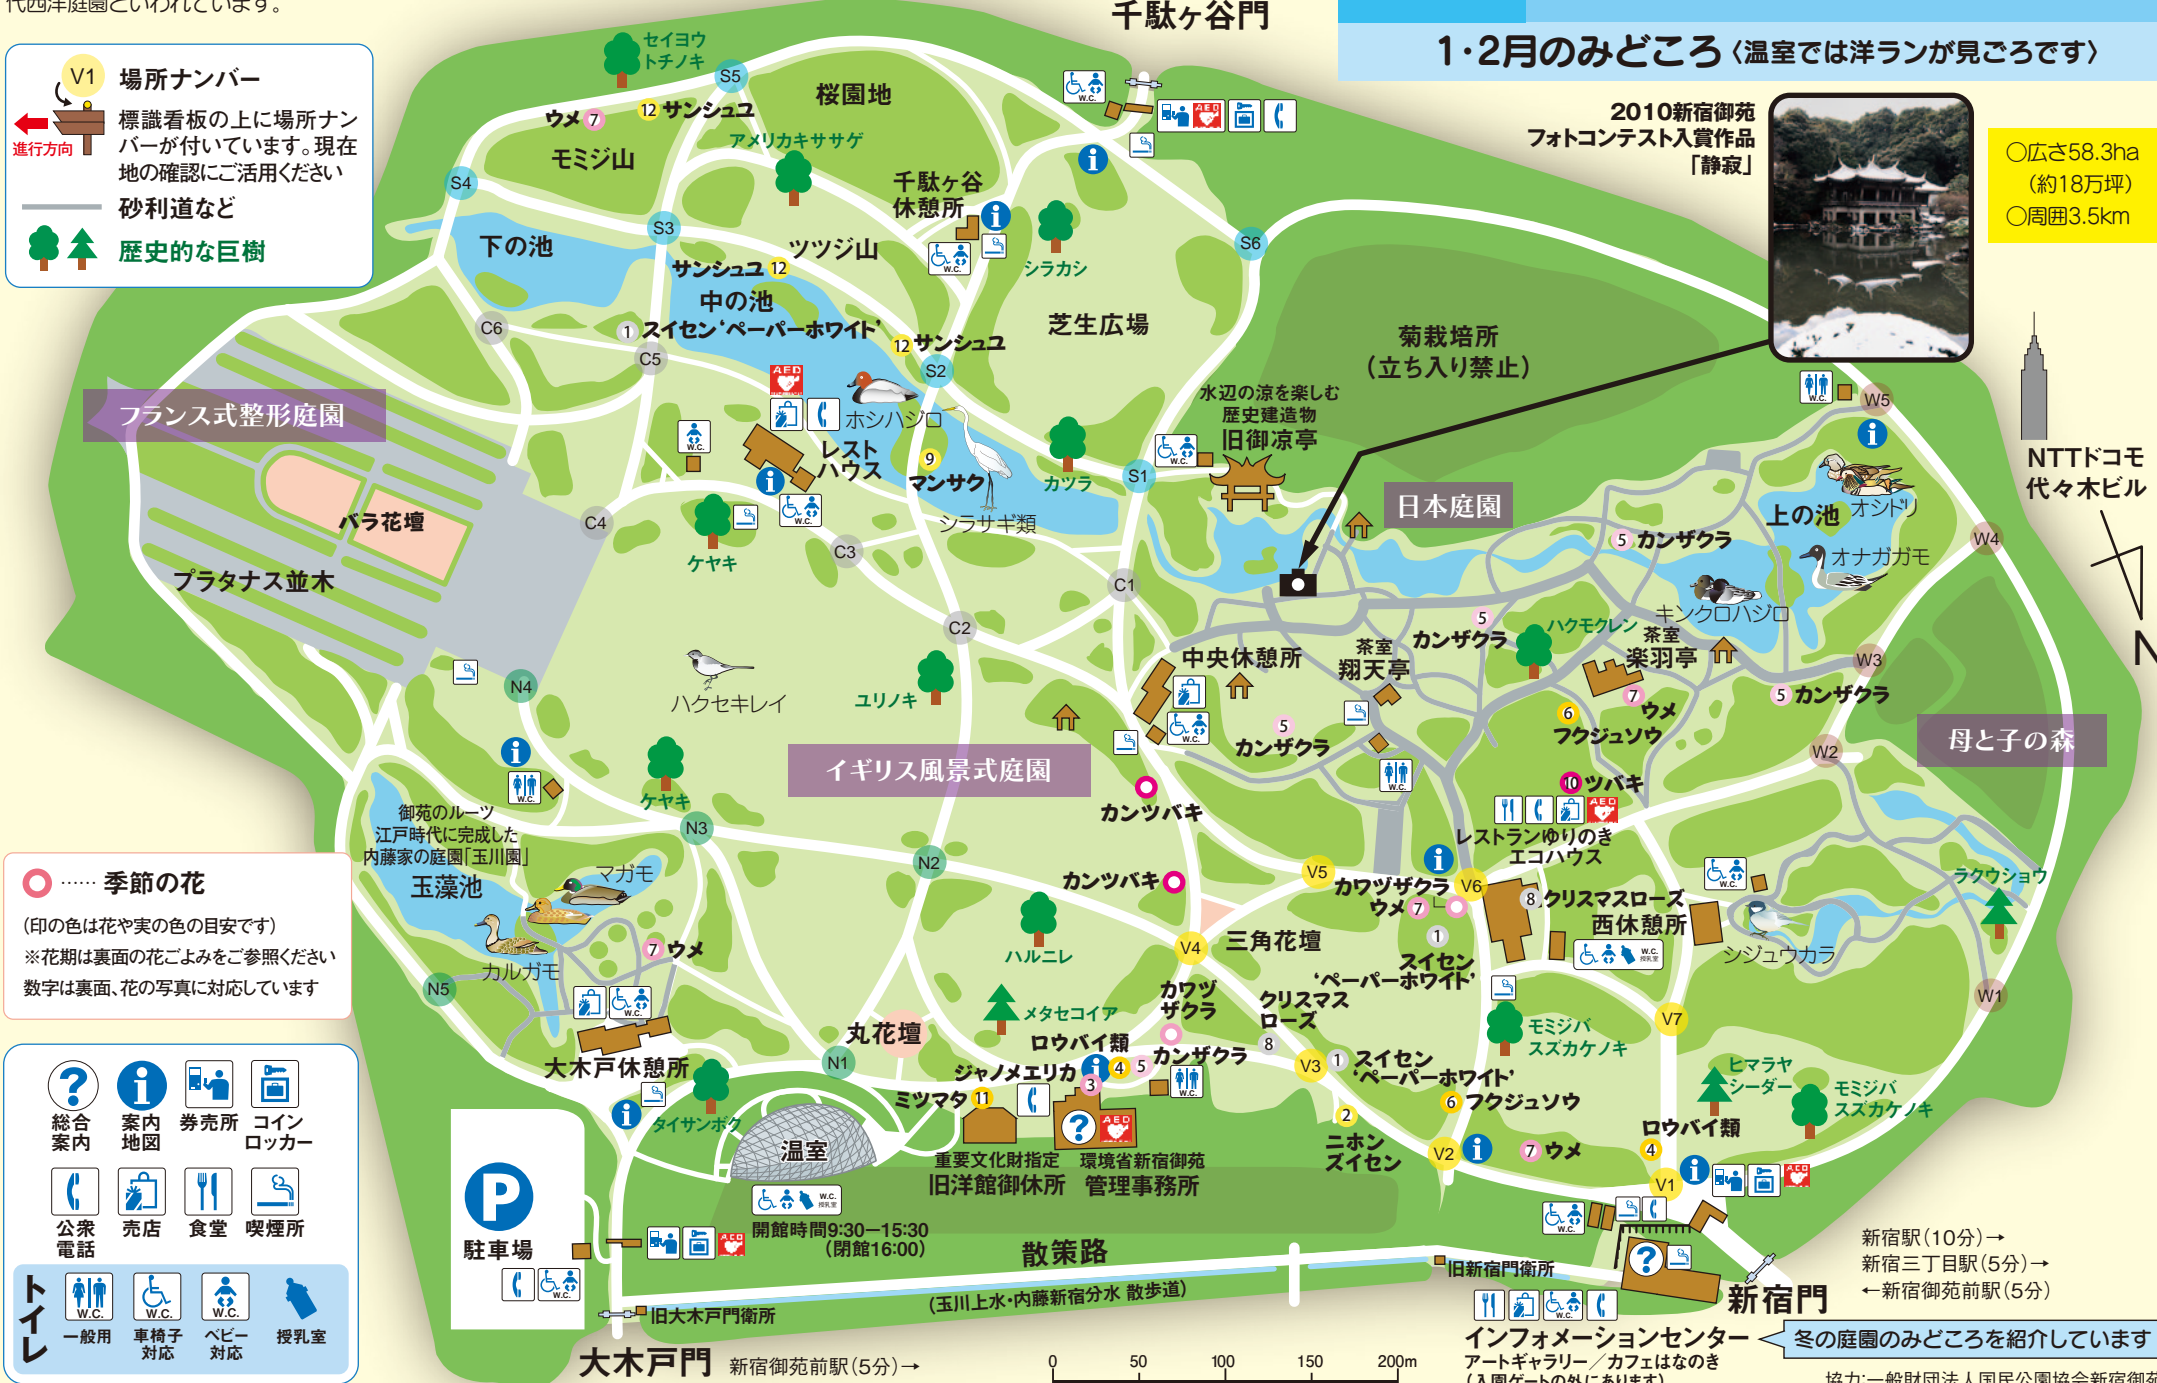 代西洋庭園といわれています。
千駄ヶ谷門
1・2月のみどころ〈温室では洋ランが見ごろです〉
V1
場所ナンバー
標識看板の上に場所ナン
バーが付いています。現在
地の確認にご活用ください
進行方向
砂利道など
歴史的な巨樹
2010新宿御苑
フォトコンテスト入賞作品
「静寂」
○広さ58.3ha
(約18万坪)
○周囲3.5km
セイヨウ
トチノキ
S5
桜園地
ウメ 7
12 サンシュユ
モミジ山
アメリカキササゲ
W.C.
AED
S4
千駄ヶ谷
休憩所
S3
下の池
ツツジ山
サンシュユ 12
W.C.
シラカシ
S6
中の池
C6
1 スイセン‘ペーパーホワイト’
C5
12 サンシュユ
芝生広場
菊栽培所
(立ち入り禁止)
S2
AED
フランス式整形庭園
ホシハジロ
水辺の涼を楽しむ
歴史建造物
旧御凉亭
W.C.
W5
W.C.
レスト
ハウス
9
マンサク
カツラ
W.C.
S1
NTTドコモ
代々木ビル
日本庭園
上の池
オシドリ
バラ花壇
C4
W.C.
シラサギ類
ケヤキ
C3
5 カンザクラ
W4
オナガガモ
プラタナス並木
C1
キンクロハジロ
C2
5
カンザクラ
ハクモクレン
茶室
楽羽亭
N
中央休憩所
茶室
翔天亭
W3
N4
ハクセキレイ
ユリノキ
7
ウメ
5 カンザクラ
W.C.
5
カンザクラ
6
フクジュソウ
母と子の森
W2
イギリス風景式庭園
W.C.
W.C.
ケヤキ
カンツバキ
10 ツバキ
AED
御苑のルーツ
江戸時代に完成した
内藤家の庭園「玉川園」
玉藻池
N3
レストランゆりのき
エコハウス
N2
マガモ
カンツバキ
V5
カワヅザクラ
V6
ウメ 7
W.C.
ラクウショウ
季節の花
(印の色は花や実の色の目安です)
※花期は裏面の花ごよみをご参照ください
数字は裏面、花の写真に対応しています
8 クリスマスローズ
西休憩所
W.C.
授乳室
カルガモ
7 ウメ
ハルニレ
V4
三角花壇
1
スイセン
‘ペーパーホワイト’
シジュウカラ
N5
W.C.
W1
メタセコイア
カワヅ
ザクラ
クリスマス
ローズ
8
V7
モミジバ
スズカケノキ
丸花壇
大木戸休憩所
N1
ロウバイ類
4
5 カンザクラ
V3
1 スイセン
‘ペーパーホワイト’
ヒマラヤ
シーダー
ジャノメエリカ
3
ミツマタ 11
W.C.
6 フクジュソウ
モミジバ
スズカケノキ
タイサンボク
AED
2
ニホン
ズイセン
V2
7 ウメ
ロウバイ類
4
温室
重要文化財指定
旧洋館御休所
環境省新宿御苑
管理事務所
V1
AED
総合
案内
案内
地図
券売所
コイン
ロッカー
公衆
電話
売店
食堂
喫煙所
トイレ
W.C.
一般用
W.C.
車椅子
対応
W.C.
ベビー
対応
授乳室
P
駐車場
W.C.
授乳室
開館時間9:30−15:30
(閉館16:00)
AED
W.C.
散策路
(玉川上水・内藤新宿分水 散歩道)
W.C.
旧新宿門衛所
新宿門
新宿駅(10分)→
新宿三丁目駅(5分)→
←新宿御苑前駅(5分)
旧大木戸門衛所
大木戸門
新宿御苑前駅(5分)→
0 50 100 150 200m
W.C.
インフォメーションセンター
冬の庭園のみどころを紹介しています
アートギャラリー／カフェはなのき
(入園ゲートの外にあります)
協力:一般財団法人国民公園協会新宿御苑